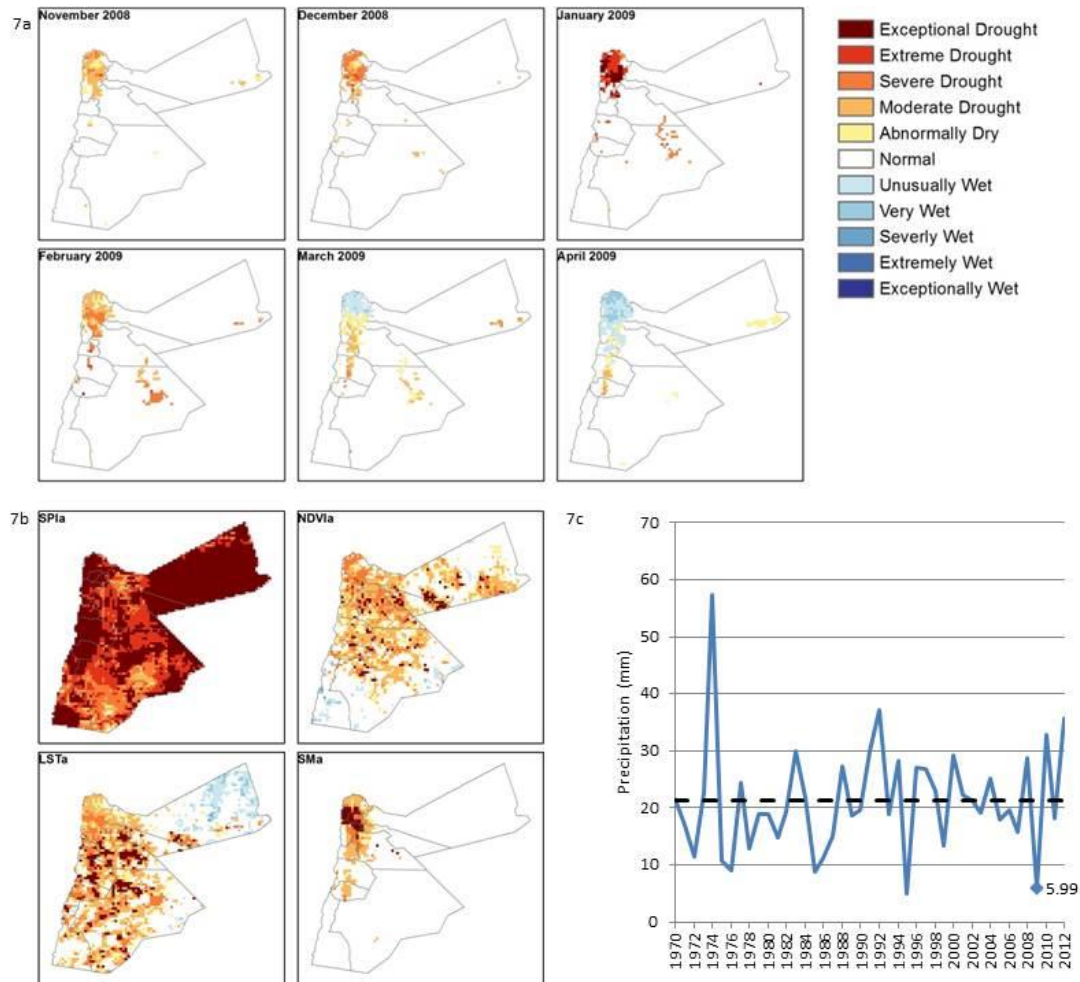 7a
November 2008
December 2008
January 2009
Exceptional Drought
Extreme Drought
Severe Drought
Moderate Drought
Abnormally Dry
Normal
Unusually Wet
Very Wet
Severly Wet
Extremely Wet
Exceptionally Wet
February 2009
March 2009
April 2009
7b
SPIa
NDVIa
LSTa
SMa
7c
Precipitation (mm)
70
60
50
40
30
20
10
0
5.99
1970
1972
1974
1976
1978
1980
1982
1984
1986
1988
1990
1992
1994
1996
1998
2000
2002
2004
2006
2008
2010
2012